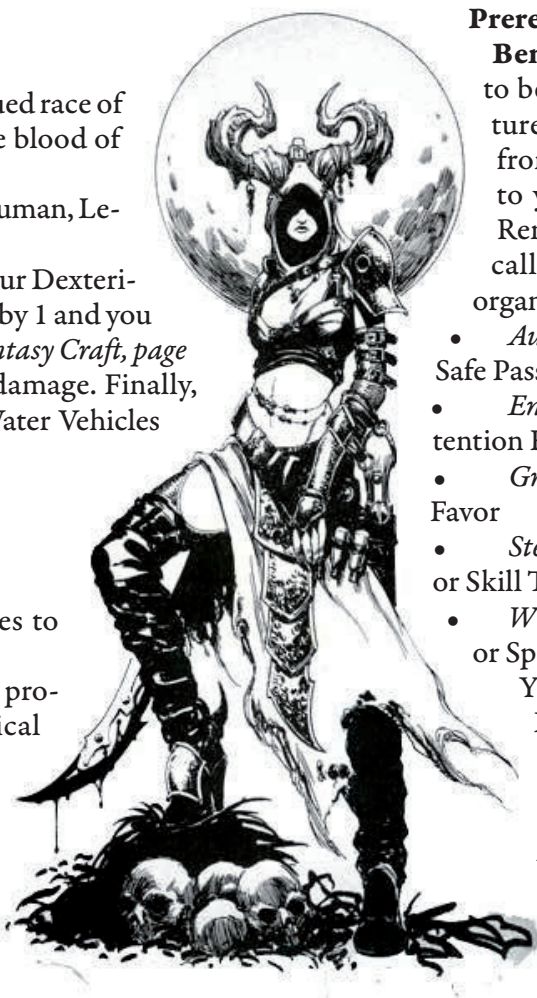 ued race of
e blood of
uman, Le-
ur Dexteri-
by 1 and you
ntasy Craft, page
damage. Finally,
Water Vehicles
es to
pro-
ical
Prere
Ber
to be
ture
from
to y
Ren
call
organ
• Au
Safe Pass
• En
tention
• Gr
Favor
• Ste
or Skill T
• W
or Sp
Y